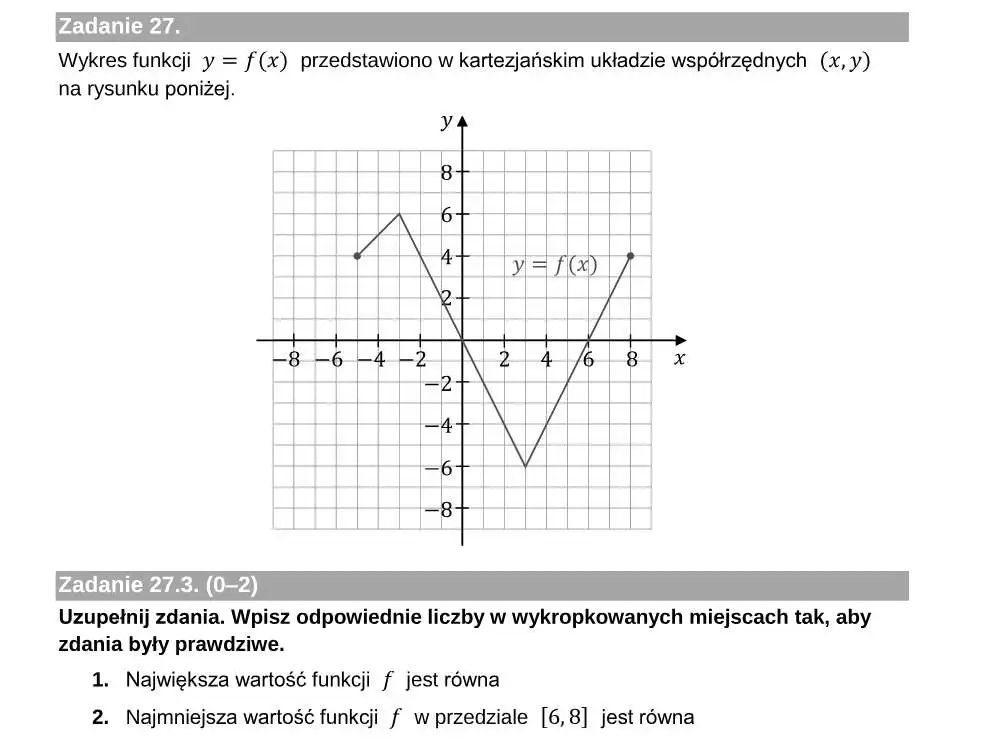 Zadanie 27.
Wykres funkcji y = f(x) przedstawiono w kartezjańskim układzie współrzędnych (x, y)
na rysunku poniżej.
y
8
6
4
y = f(x)
2
−8 −6 −4 −2 2 4 6 8 x
−2
−4
−6
−8
Zadanie 27.3. (0–2)
Uzupełnij zdania. Wpisz odpowiednie liczby w wykropkowanych miejscach tak, aby
zdania były prawdziwe.
1. Największa wartość funkcji f jest równa
2. Najmniejsza wartość funkcji f w przedziale [6, 8] jest równa